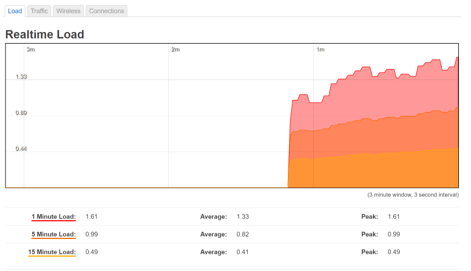 Load Traffic Wireless Connections
Realtime Load
3m 2m 1m
1.33
9.89
9.44
(3 minute window, 3 second interval)
1 Minute Load: 1.61 Average: 1.33 Peak: 1.61
5 Minute Load: 0.99 Average: 0.82 Peak: 0.99
15 Minute Load: 0.49 Average: 0.41 Peak: 0.49